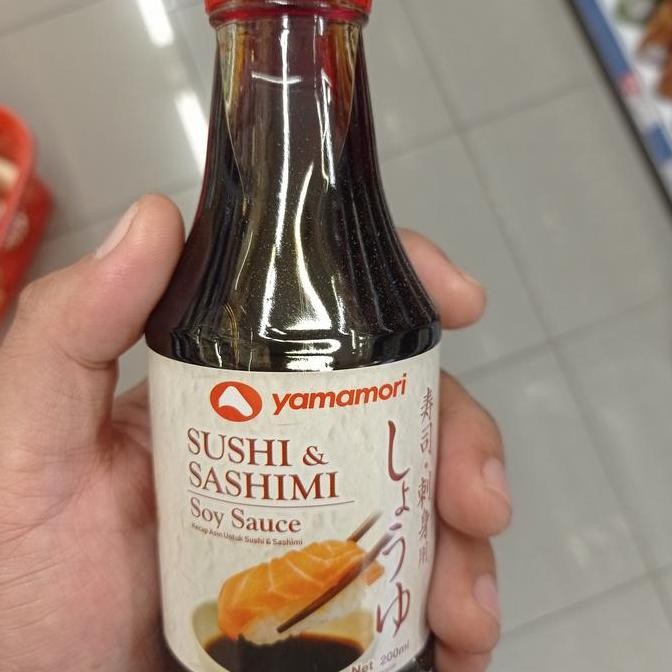 yamamori
SUSHI &
SASHIMI
Soy Sauce
Kecap Asin Untuk Sushi & Sashimi
寿司・刺身用
しょうゆ
Net 200ml